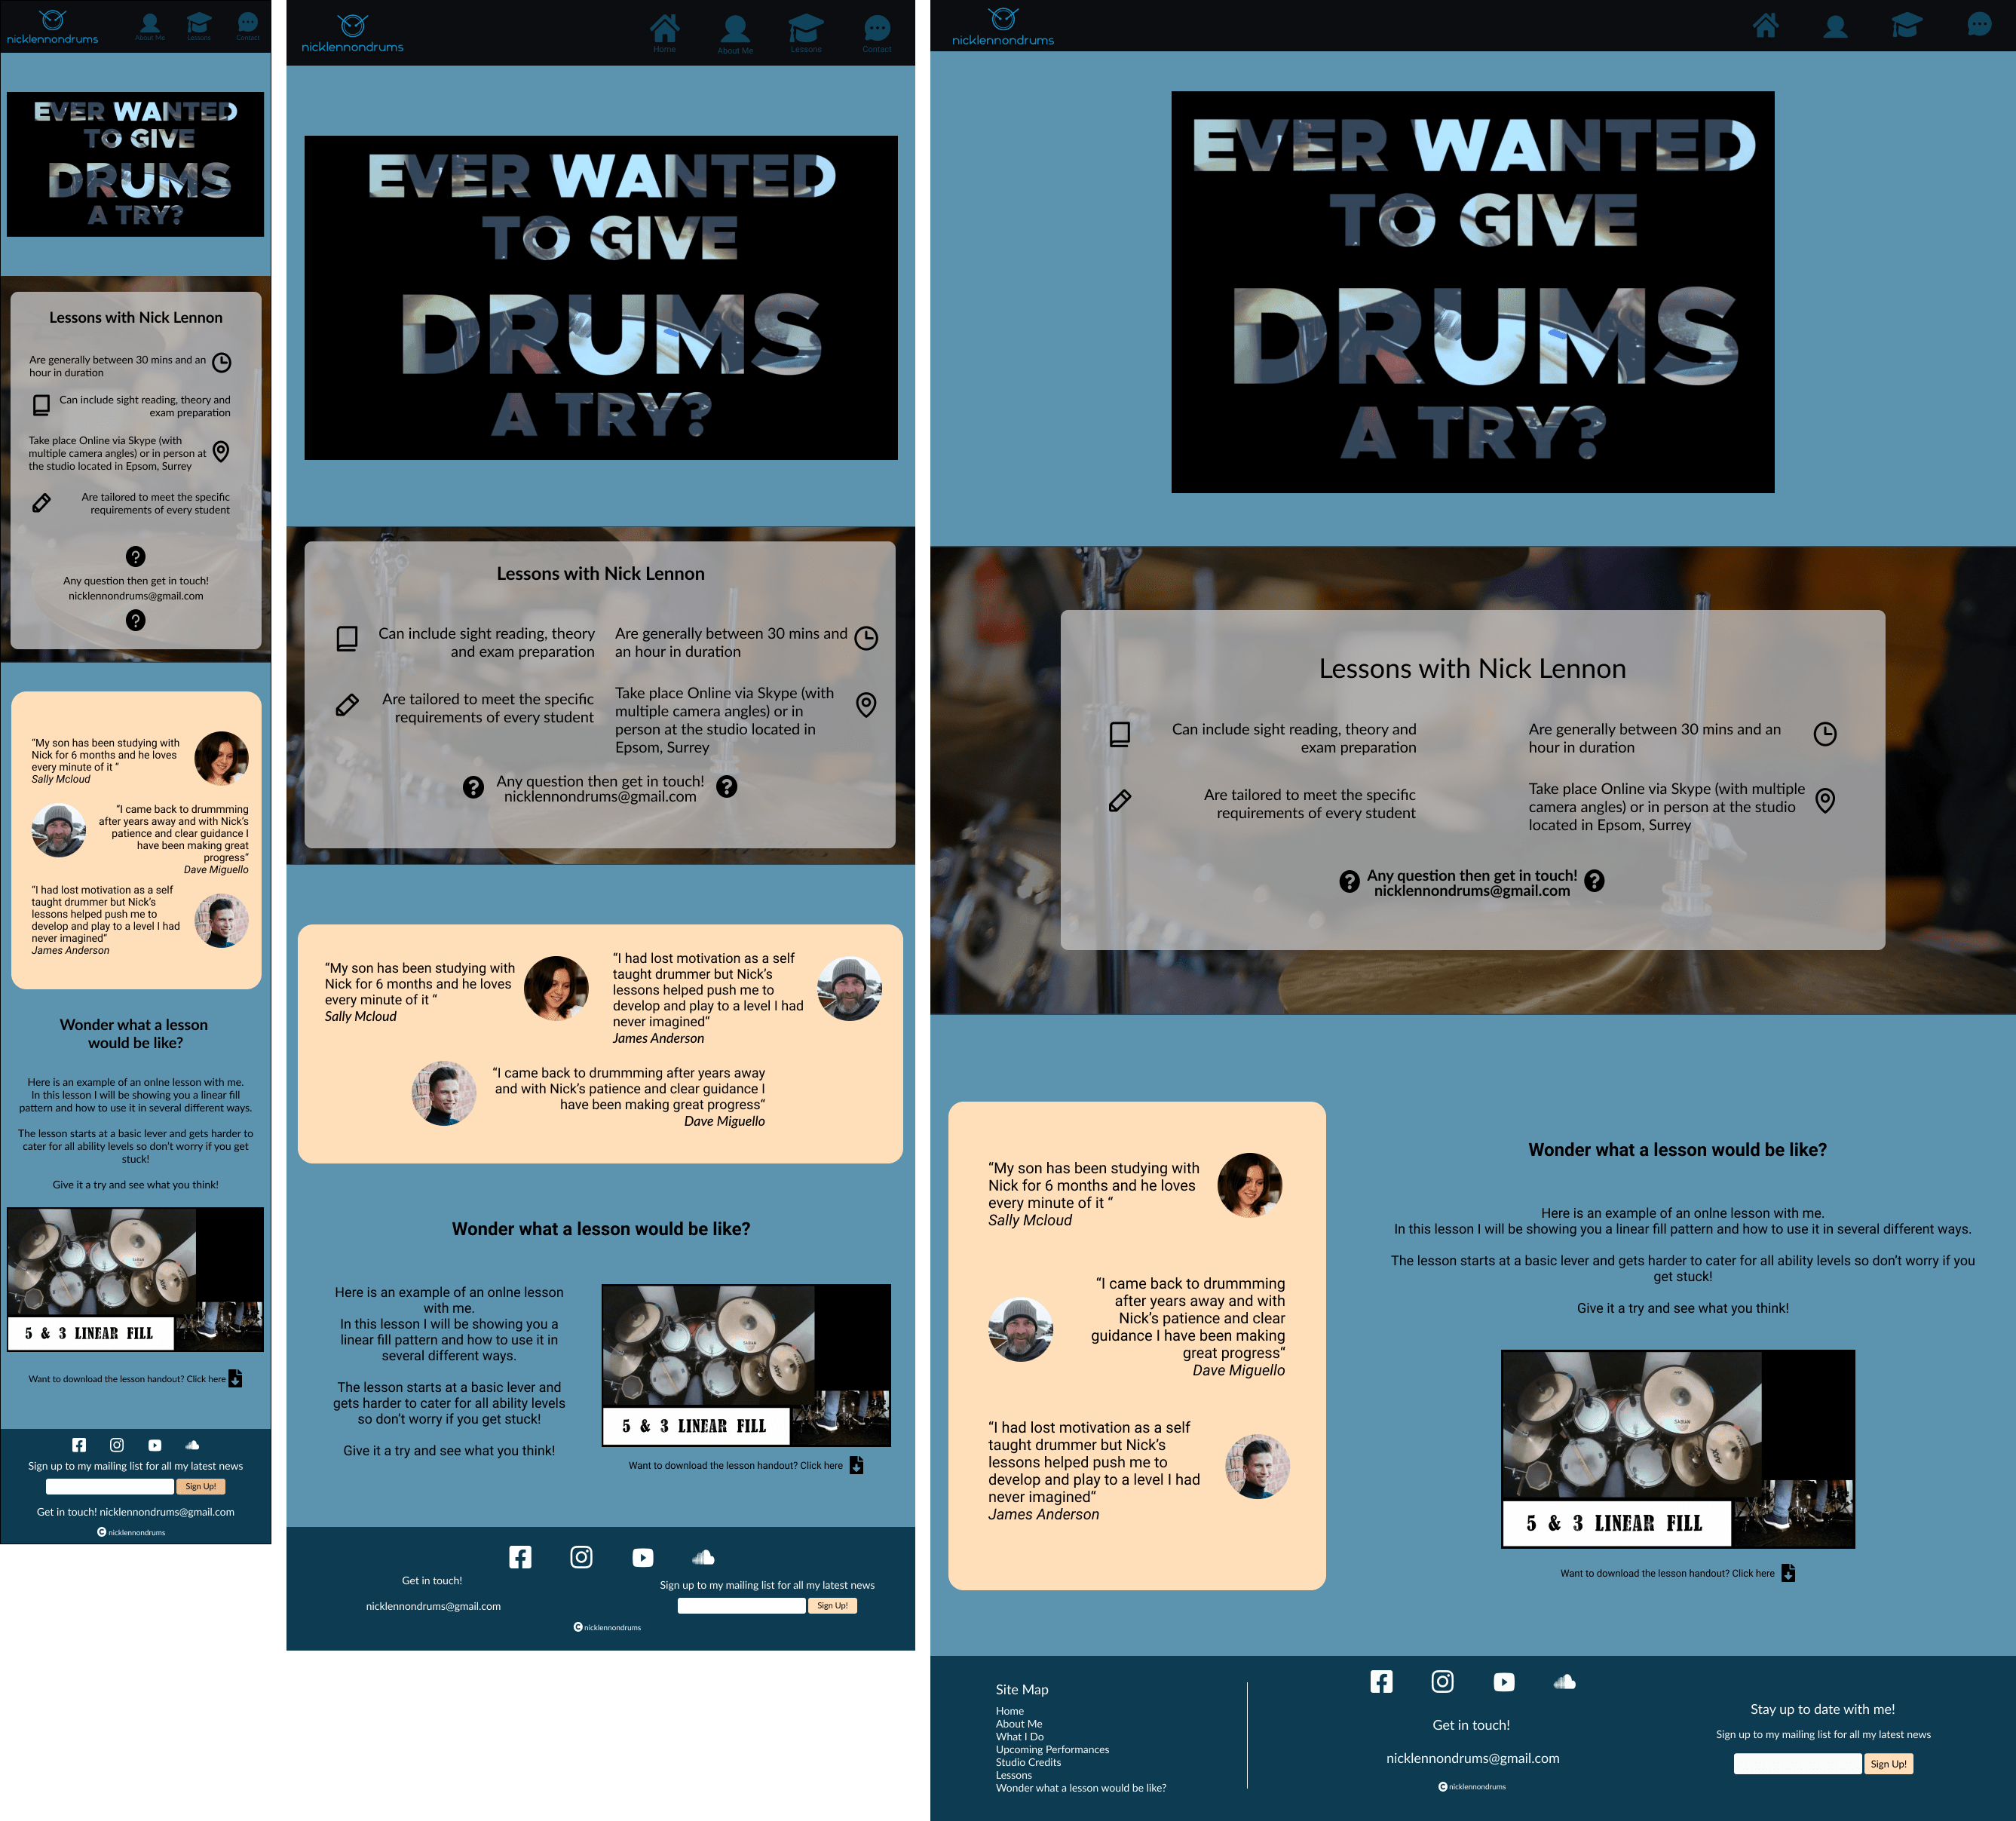 nicklennondrums
About Me
Lessons
Contact
EVER WANTED
TO GIVE
DRUMS
A TRY?
Lessons with Nick Lennon
Are generally between 30 mins and an
hour in duration
Can include sight reading, theory and
exam preparation
Take place Online via Skype (with
multiple camera angles) or in person at
the studio located in Epsom, Surrey
Are tailored to meet the specific
requirements of every student
Any question then get in touch!
nicklennondrums@gmail.com
“My son has been studying with
Nick for 6 months and he loves
every minute of it “
Sally Mcloud
“I came back to drummming
after years away and with Nick’s
patience and clear guidance I
have been making great
progress“
Dave Miguello
“I had lost motivation as a self
taught drummer but Nick’s
lessons helped push me to
develop and play to a level I had
never imagined“
James Anderson
Wonder what a lesson
would be like?
Here is an example of an onlne lesson with me.
In this lesson I will be showing you a linear fill
pattern and how to use it in several different ways.
The lesson starts at a basic lever and gets harder to
cater for all ability levels so don’t worry if you get
stuck!
Give it a try and see what you think!
5 & 3 LINEAR FILL
Want to download the lesson handout? Click here
Sign up to my mailing list for all my latest news
Sign Up!
Get in touch! nicklennondrums@gmail.com
nicklennondrums
nicklennondrums
Home
About Me
Lessons
Contact
EVER WANTED
TO GIVE
DRUMS
A TRY?
Lessons with Nick Lennon
Can include sight reading, theory
and exam preparation
Are generally between 30 mins and
an hour in duration
Are tailored to meet the specific
requirements of every student
Take place Online via Skype (with
multiple camera angles) or in
person at the studio located in
Epsom, Surrey
Any question then get in touch!
nicklennondrums@gmail.com
“My son has been studying with
Nick for 6 months and he loves
every minute of it “
Sally Mcloud
“I had lost motivation as a self
taught drummer but Nick’s
lessons helped push me to
develop and play to a level I had
never imagined“
James Anderson
“I came back to drummming after years away
and with Nick’s patience and clear guidance I
have been making great progress“
Dave Miguello
Wonder what a lesson would be like?
Here is an example of an onlne lesson
with me.
In this lesson I will be showing you a
linear fill pattern and how to use it in
several different ways.
The lesson starts at a basic lever and
gets harder to cater for all ability levels
so don’t worry if you get stuck!
Give it a try and see what you think!
5 & 3 LINEAR FILL
Want to download the lesson handout? Click here
Get in touch!
nicklennondrums@gmail.com
Sign up to my mailing list for all my latest news
Sign Up!
nicklennondrums
nicklennondrums
EVER WANTED
TO GIVE
DRUMS
A TRY?
Lessons with Nick Lennon
Can include sight reading, theory and
exam preparation
Are generally between 30 mins and an
hour in duration
Are tailored to meet the specific
requirements of every student
Take place Online via Skype (with multiple
camera angles) or in person at the studio
located in Epsom, Surrey
Any question then get in touch!
nicklennondrums@gmail.com
“My son has been studying with
Nick for 6 months and he loves
every minute of it “
Sally Mcloud
“I came back to drummming
after years away and with
Nick’s patience and clear
guidance I have been making
great progress“
Dave Miguello
“I had lost motivation as a self
taught drummer but Nick’s
lessons helped push me to
develop and play to a level I had
never imagined“
James Anderson
Wonder what a lesson would be like?
Here is an example of an onlne lesson with me.
In this lesson I will be showing you a linear fill pattern and how to use it in several different ways.
The lesson starts at a basic lever and gets harder to cater for all ability levels so don’t worry if you
get stuck!
Give it a try and see what you think!
5 & 3 LINEAR FILL
Want to download the lesson handout? Click here
Site Map
Home
About Me
What I Do
Upcoming Performances
Studio Credits
Lessons
Wonder what a lesson would be like?
Get in touch!
nicklennondrums@gmail.com
nicklennondrums
Stay up to date with me!
Sign up to my mailing list for all my latest news
Sign Up!